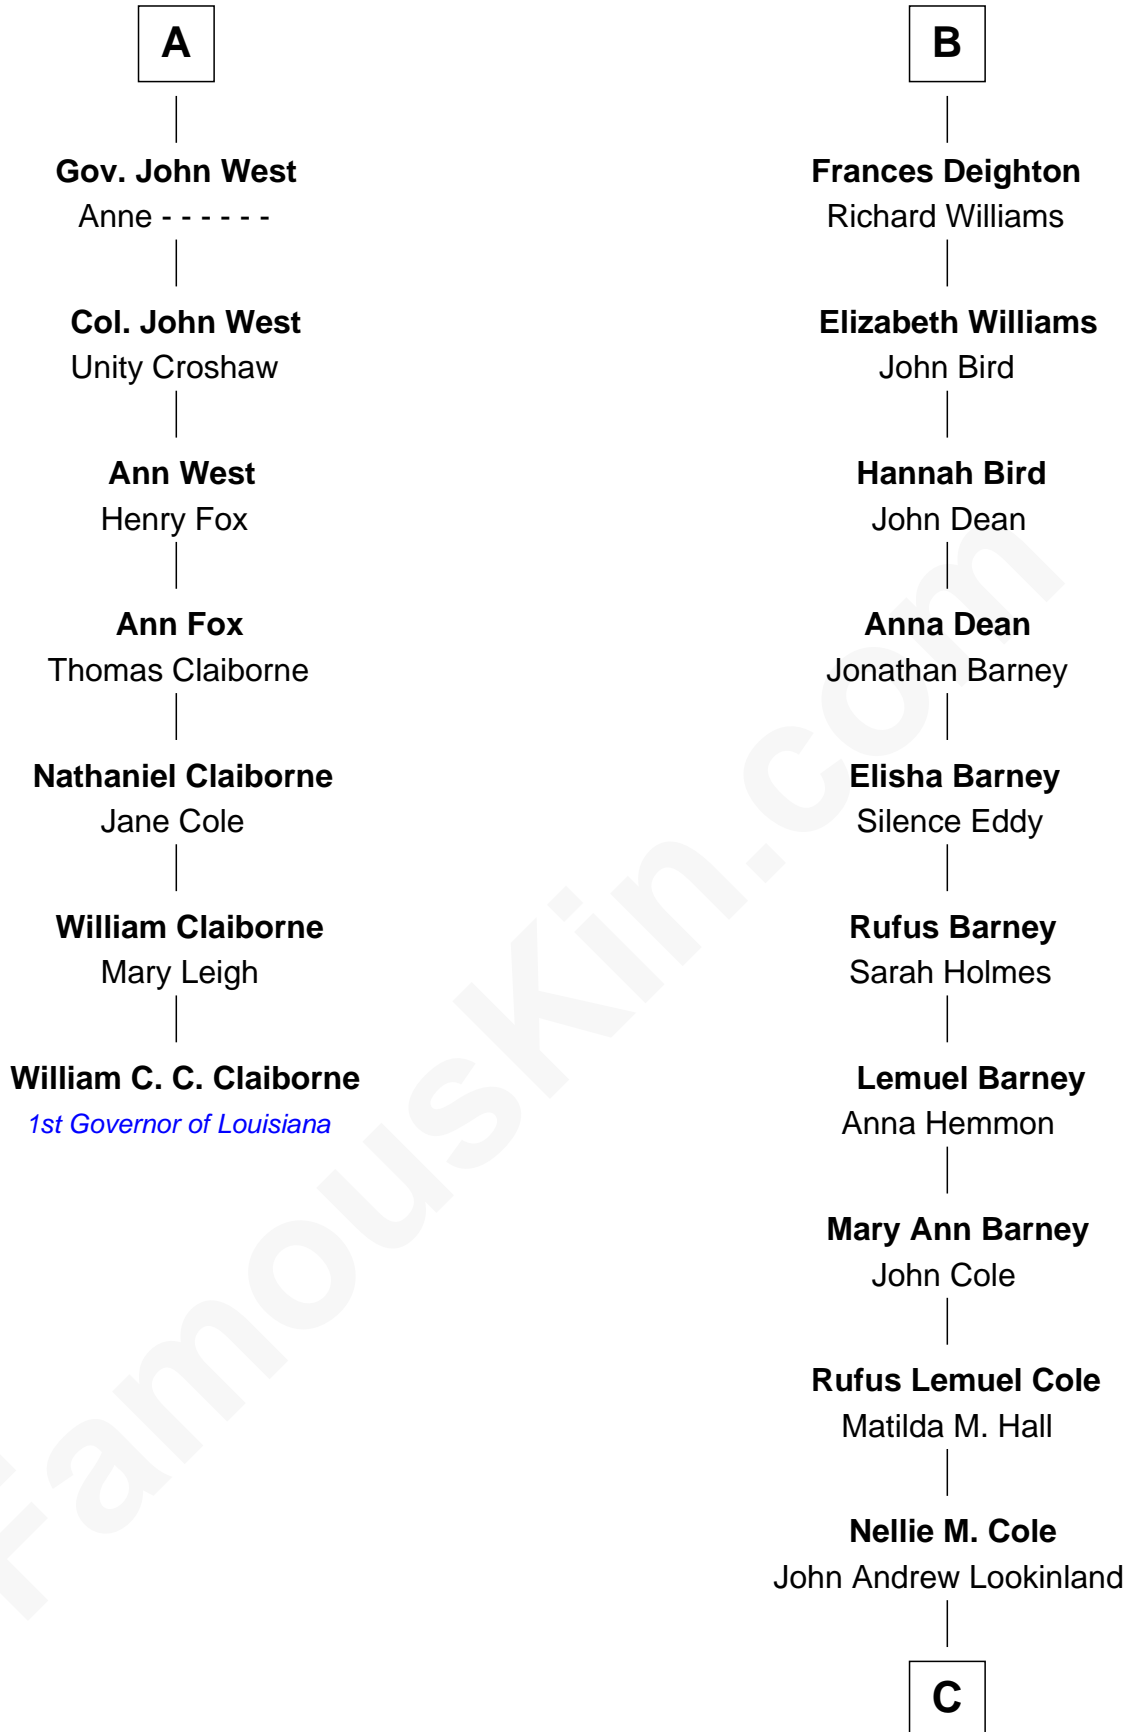 A
Gov. John West
Anne - - - - - -
Col. John West
Unity Croshaw
Ann West
Henry Fox
Ann Fox
Thomas Claiborne
Nathaniel Claiborne
Jane Cole
William Claiborne
Mary Leigh
William C. C. Claiborne
1st Governor of Louisiana
B
Frances Deighton
Richard Williams
Elizabeth Williams
John Bird
Hannah Bird
John Dean
Anna Dean
Jonathan Barney
Elisha Barney
Silence Eddy
Rufus Barney
Sarah Holmes
Lemuel Barney
Anna Hemmon
Mary Ann Barney
John Cole
Rufus Lemuel Cole
Matilda M. Hall
Nellie M. Cole
John Andrew Lookinland
C
FamousKin.com